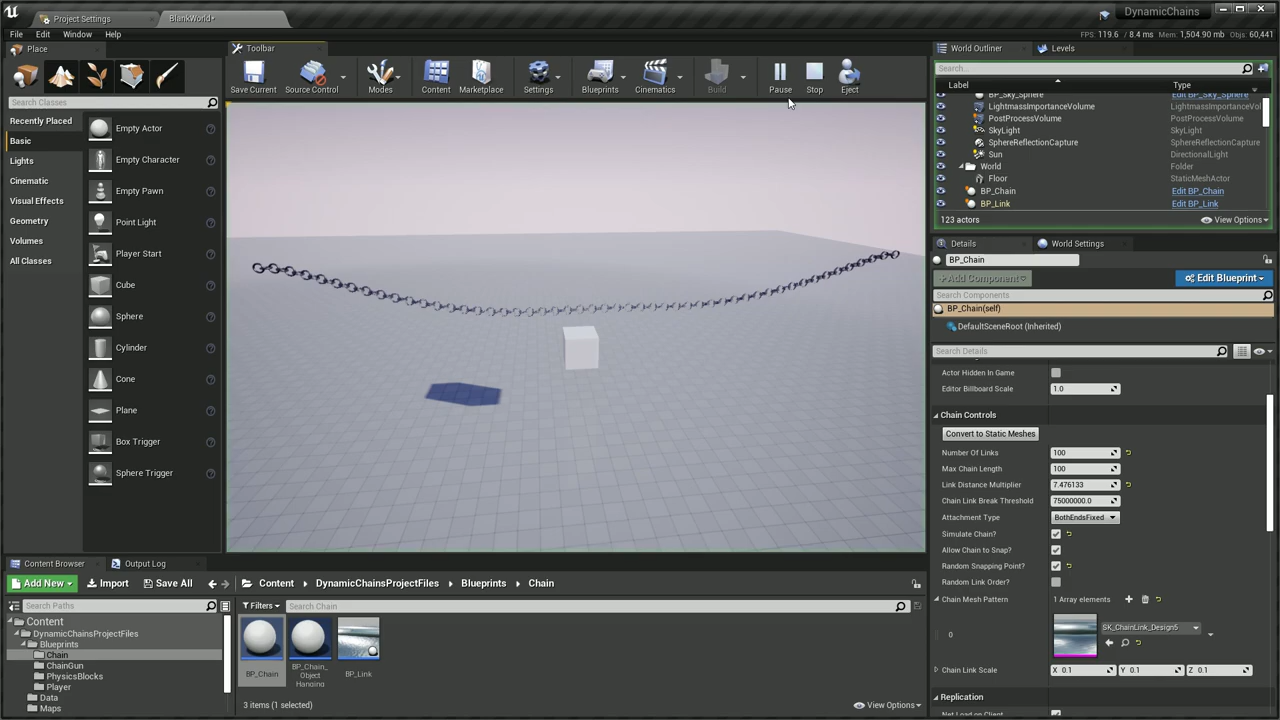 Project Settings
BlankWorld*
DynamicChains
File Edit Window Help
FPS: 119.6 / 8.4 ms Mem: 1,504.90 mb Objs: 60,441
Place
Search Classes
Recently Placed
Basic
Lights
Cinematic
Visual Effects
Geometry
Volumes
All Classes
Empty Actor
Empty Character
Empty Pawn
Point Light
Player Start
Cube
Sphere
Cylinder
Cone
Plane
Box Trigger
Sphere Trigger
Toolbar
Save Current
Source Control
Modes
Content
Marketplace
Settings
Blueprints
Cinematics
Build
Pause
Stop
Eject
World Outliner
Levels
Search...
Label Type
BP_Sky_Sphere Edit BP_Sky_Sphere
LightmassImportanceVolume LightmassImportanceVol
PostProcessVolume PostProcessVolume
SkyLight SkyLight
SphereReflectionCapture SphereReflectionCapture
Sun DirectionalLight
World Folder
Floor StaticMeshActor
BP_Chain Edit BP_Chain
BP_Link Edit BP_Link
123 actors View Options
Details
World Settings
BP_Chain
Add Component
Edit Blueprint
Search Components
BP_Chain(self)
DefaultSceneRoot (Inherited)
Search Details
Actor Hidden In Game
Editor Billboard Scale 1.0
Chain Controls
Convert to Static Meshes
Number Of Links 100
Max Chain Length 100
Link Distance Multiplier 7.476133
Chain Link Break Threshold 75000000.0
Attachment Type BothEndsFixed
Simulate Chain?
Allow Chain to Snap?
Random Snapping Point?
Random Link Order?
Chain Mesh Pattern 1 Array elements
0 SK_ChainLink_Design5
Chain Link Scale X 0.1 Y 0.1 Z 0.1
Replication
Net Load on Client
Content Browser
Output Log
Add New Import Save All
Content DynamicChainsProjectFiles Blueprints Chain
Search Paths
Filters Search Chain
Content
DynamicChainsProjectFiles
Blueprints
Chain
ChainGun
PhysicsBlocks
Player
Data
Maps
BP_Chain
BP_Chain_
Object
Hanging
BP_Link
3 items (1 selected)
View Options